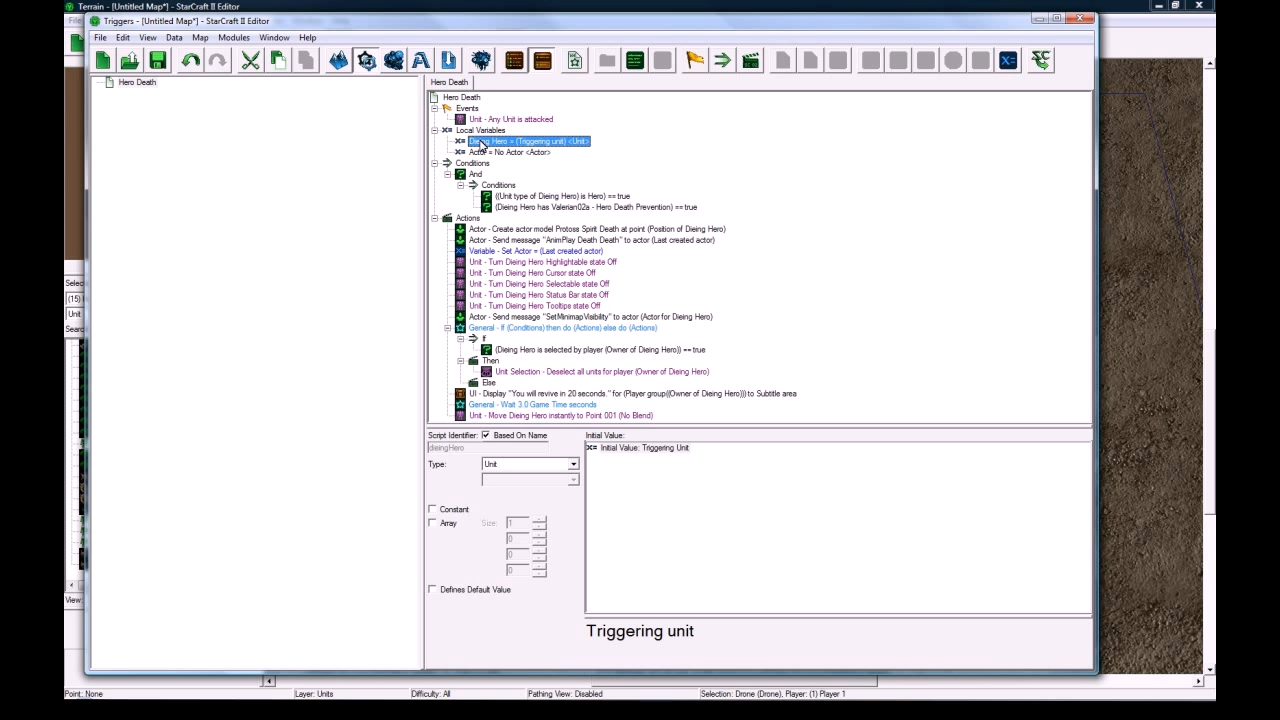 Terrain - [Untitled Map*] - StarCraft II Editor
Triggers - [Untitled Map*] - StarCraft II Editor
File Edit View Data Map Modules Window Help
Hero Death
Hero Death
Hero Death
Events
Unit - Any Unit is attacked
Local Variables
Dieing Hero = (Triggering unit) <Unit>
Actor = No Actor <Actor>
Conditions
And
Conditions
((Unit type of Dieing Hero) is Hero) == true
(Dieing Hero has Valerian02a - Hero Death Prevention) == true
Actions
Actor - Create actor model Protoss Spirit Death at point (Position of Dieing Hero)
Actor - Send message "AnimPlay Death Death" to actor (Last created actor)
Variable - Set Actor = (Last created actor)
Unit - Turn Dieing Hero Highlightable state Off
Unit - Turn Dieing Hero Cursor state Off
Unit - Turn Dieing Hero Selectable state Off
Unit - Turn Dieing Hero Status Bar state Off
Unit - Turn Dieing Hero Tooltips state Off
Actor - Send message "SetMinimapVisibility" to actor (Actor for Dieing Hero)
General - If (Conditions) then do (Actions) else do (Actions)
If
(Dieing Hero is selected by player (Owner of Dieing Hero)) == true
Then
Unit Selection - Deselect all units for player (Owner of Dieing Hero)
Else
UI - Display "You will revive in 20 seconds." for (Player group((Owner of Dieing Hero))) to Subtitle area
General - Wait 3.0 Game Time seconds
Unit - Move Dieing Hero instantly to Point 001 (No Blend)
Script Identifier: Based On Name
dieingHero
Type: Unit
Constant
Array Size: 1
0
0
0
Defines Default Value
Initial Value:
Initial Value: Triggering Unit
Triggering unit
Selec
(15)
Unit
Searc
View:
Point: None Layer: Units Difficulty: All Pathing View: Disabled Selection: Drone (Drone), Player: (1) Player 1